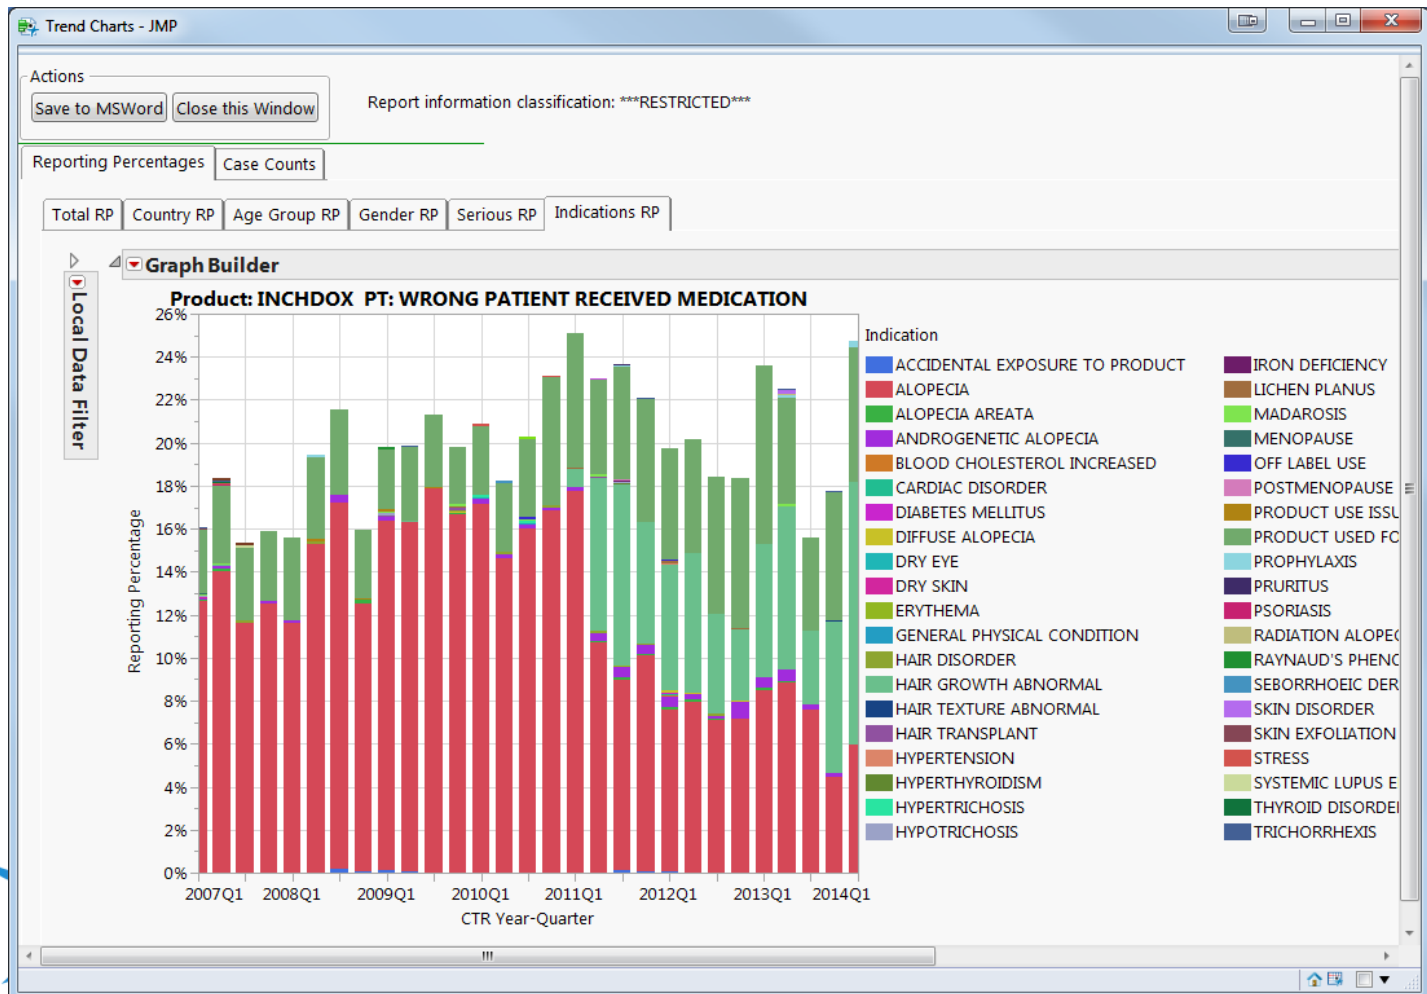 Trend Charts - JMP
Actions
Save to MSWord Close this Window
Report information classification: ***RESTRICTED***
Reporting Percentages Case Counts
Total RP Country RP Age Group RP Gender RP Serious RP Indications RP
Local Data Filter
Graph Builder
Product: INCHDOX PT: WRONG PATIENT RECEIVED MEDICATION
Reporting Percentage
26%
24%
22%
20%
18%
16%
14%
12%
10%
8%
6%
4%
2%
0%
2007Q1 2008Q1 2009Q1 2010Q1 2011Q1 2012Q1 2013Q1 2014Q1
CTR Year-Quarter
Indication
ACCIDENTAL EXPOSURE TO PRODUCT
ALOPECIA
ALOPECIA AREATA
ANDROGENETIC ALOPECIA
BLOOD CHOLESTEROL INCREASED
CARDIAC DISORDER
DIABETES MELLITUS
DIFFUSE ALOPECIA
DRY EYE
DRY SKIN
ERYTHEMA
GENERAL PHYSICAL CONDITION
HAIR DISORDER
HAIR GROWTH ABNORMAL
HAIR TEXTURE ABNORMAL
HAIR TRANSPLANT
HYPERTENSION
HYPERTHYROIDISM
HYPERTRICHOSIS
HYPOTRICHOSIS
IRON DEFICIENCY
LICHEN PLANUS
MADAROSIS
MENOPAUSE
OFF LABEL USE
POSTMENOPAUSE
PRODUCT USE ISSU
PRODUCT USED FO
PROPHYLAXIS
PRURITUS
PSORIASIS
RADIATION ALOPEC
RAYNAUD'S PHENO
SEBORRHOEIC DER
SKIN DISORDER
SKIN EXFOLIATION
STRESS
SYSTEMIC LUPUS E
THYROID DISORDE
TRICHORRHEXIS